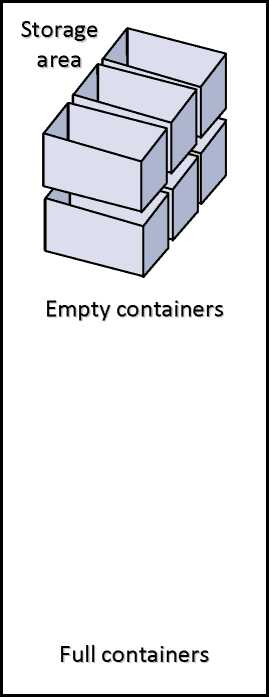 Storage
area
Empty containers
Full containers